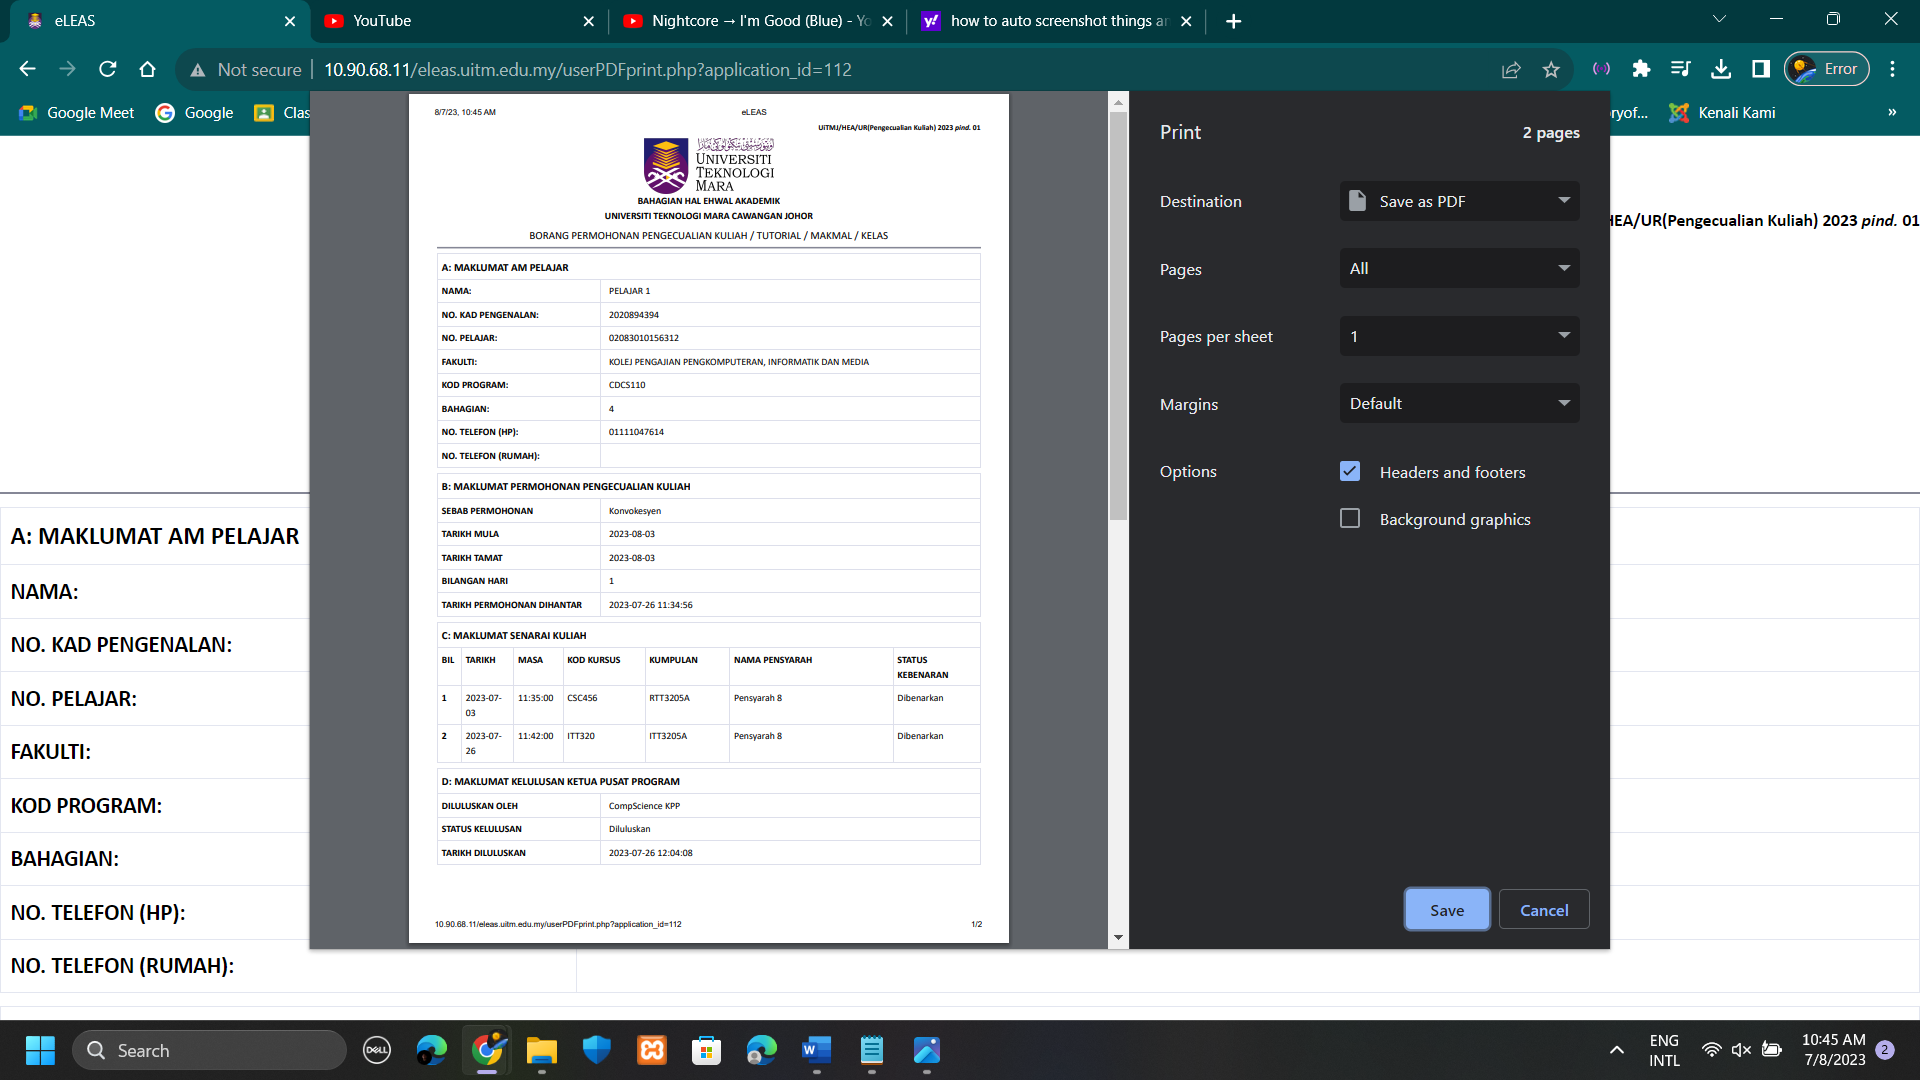 eLEAS
YouTube
Nightcore → I'm Good (Blue) - Yo
how to auto screenshot things an
Not secure
10.90.68.11/eleas.uitm.edu.my/userPDFprint.php?application_id=112
Error
Google Meet
Google
Clas
oryof...
Kenali Kami
»
8/7/23, 10:45 AM
eLEAS
UiTMJ/HEA/UR(Pengecualian Kuliah) 2023 pind. 01
UNIVERSITI
TEKNOLOGI
MARA
BAHAGIAN HAL EHWAL AKADEMIK
UNIVERSITI TEKNOLOGI MARA CAWANGAN JOHOR
BORANG PERMOHONAN PENGECUALIAN KULIAH / TUTORIAL / MAKMAL / KELAS
A: MAKLUMAT AM PELAJAR
NAMA: PELAJAR 1
NO. KAD PENGENALAN: 2020894394
NO. PELAJAR: 02083010156312
FAKULTI: KOLEJ PENGAJIAN PENGKOMPUTERAN, INFORMATIK DAN MEDIA
KOD PROGRAM: CDCS110
BAHAGIAN: 4
NO. TELEFON (HP): 01111047614
NO. TELEFON (RUMAH):
B: MAKLUMAT PERMOHONAN PENGECUALIAN KULIAH
SEBAB PERMOHONAN Konvokesyen
TARIKH MULA 2023-08-03
TARIKH TAMAT 2023-08-03
BILANGAN HARI 1
TARIKH PERMOHONAN DIHANTAR 2023-07-26 11:34:56
C: MAKLUMAT SENARAI KULIAH
BIL TARIKH MASA KOD KURSUS KUMPULAN NAMA PENSYARAH STATUS
KEBENARAN
1 2023-07- 11:35:00 CSC456 RTT3205A Pensyarah 8 Dibenarkan
03
2 2023-07- 11:42:00 ITT320 ITT3205A Pensyarah 8 Dibenarkan
26
D: MAKLUMAT KELULUSAN KETUA PUSAT PROGRAM
DILULUSKAN OLEH CompScience KPP
STATUS KELULUSAN Diluluskan
TARIKH DILULUSKAN 2023-07-26 12:04:08
10.90.68.11/eleas.uitm.edu.my/userPDFprint.php?application_id=112
1/2
Print
2 pages
Destination
Save as PDF
Pages
All
Pages per sheet
1
Margins
Default
Options
Headers and footers
Background graphics
Save
Cancel
HEA/UR(Pengecualian Kuliah) 2023 pind. 01
A: MAKLUMAT AM PELAJAR
NAMA:
NO. KAD PENGENALAN:
NO. PELAJAR:
FAKULTI:
KOD PROGRAM:
BAHAGIAN:
NO. TELEFON (HP):
NO. TELEFON (RUMAH):
Search
DELL
W
ENG
INTL
10:45 AM
7/8/2023
2